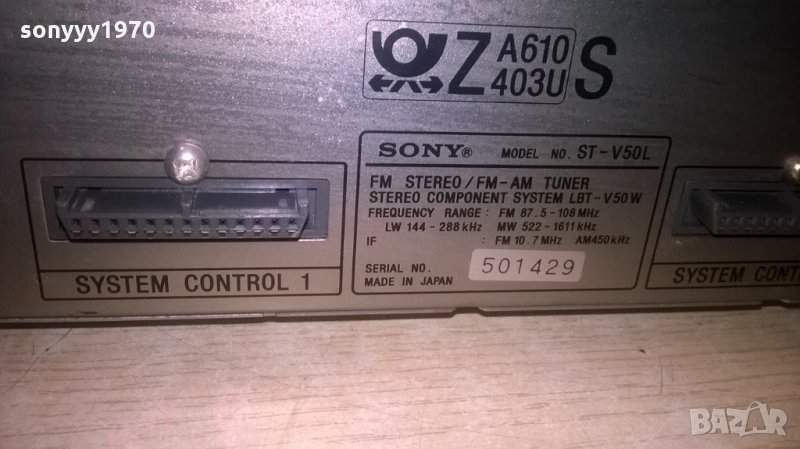 sonyyy1970
Z A610 403U S
SONY® MODEL NO. ST-V50L
FM STEREO/FM-AM TUNER
STEREO COMPONENT SYSTEM LBT-V50W
FREQUENCY RANGE : FM 87.5-108MHz
LW 144-288kHz MW 522-1611kHz
IF : FM 10.7MHz AM450kHz
SERIAL NO. 501429
MADE IN JAPAN
SYSTEM CONTROL 1
SYSTEM CONT
BAZAR